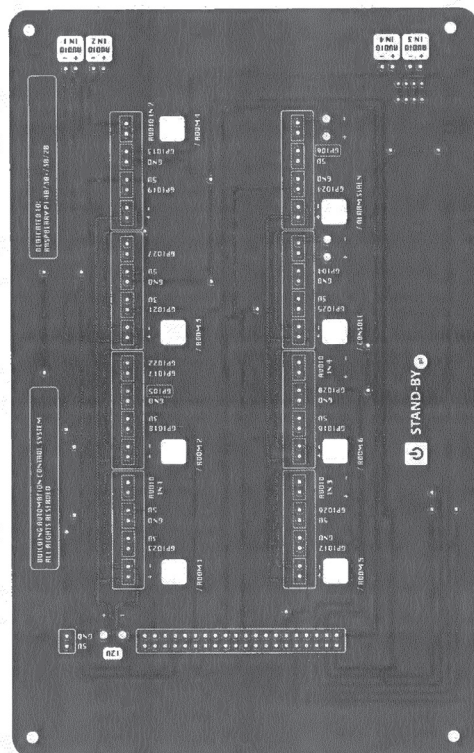 AUDIO
IN 1
AUDIO
IN 2
AUDIO
IN 4
AUDIO
IN 3
DEDICATED TO:
RASPBERRY PI 4B/3B+/3B/2B
BUILDING AUTOMATION CONTROL SYSTEM
ALL RIGHTS RESERVED
AUDIO IN 2
GPIO13
GND
5V
GPIO19
/ROOM 4
GPIO27
5V
GND
5V
GPIO21
/ROOM 3
GPIO22
GPIO17
GPIO5
GND
5V
GPIO18
/ROOM 2
AUDIO
IN 1
5V
GND
5V
GPIO23
/ROOM 1
GPIO6
5V
GND
GPIO24
/ALARM SIREN
GPIO4
GND
5V
GPIO25
/CONSOLE
AUDIO
IN 4
GPIO20
GND
5V
GPIO16
/ROOM 6
AUDIO
IN 3
GPIO26
5V
GND
GPIO12
/ROOM 5
STAND-BY
GND
5V
12V